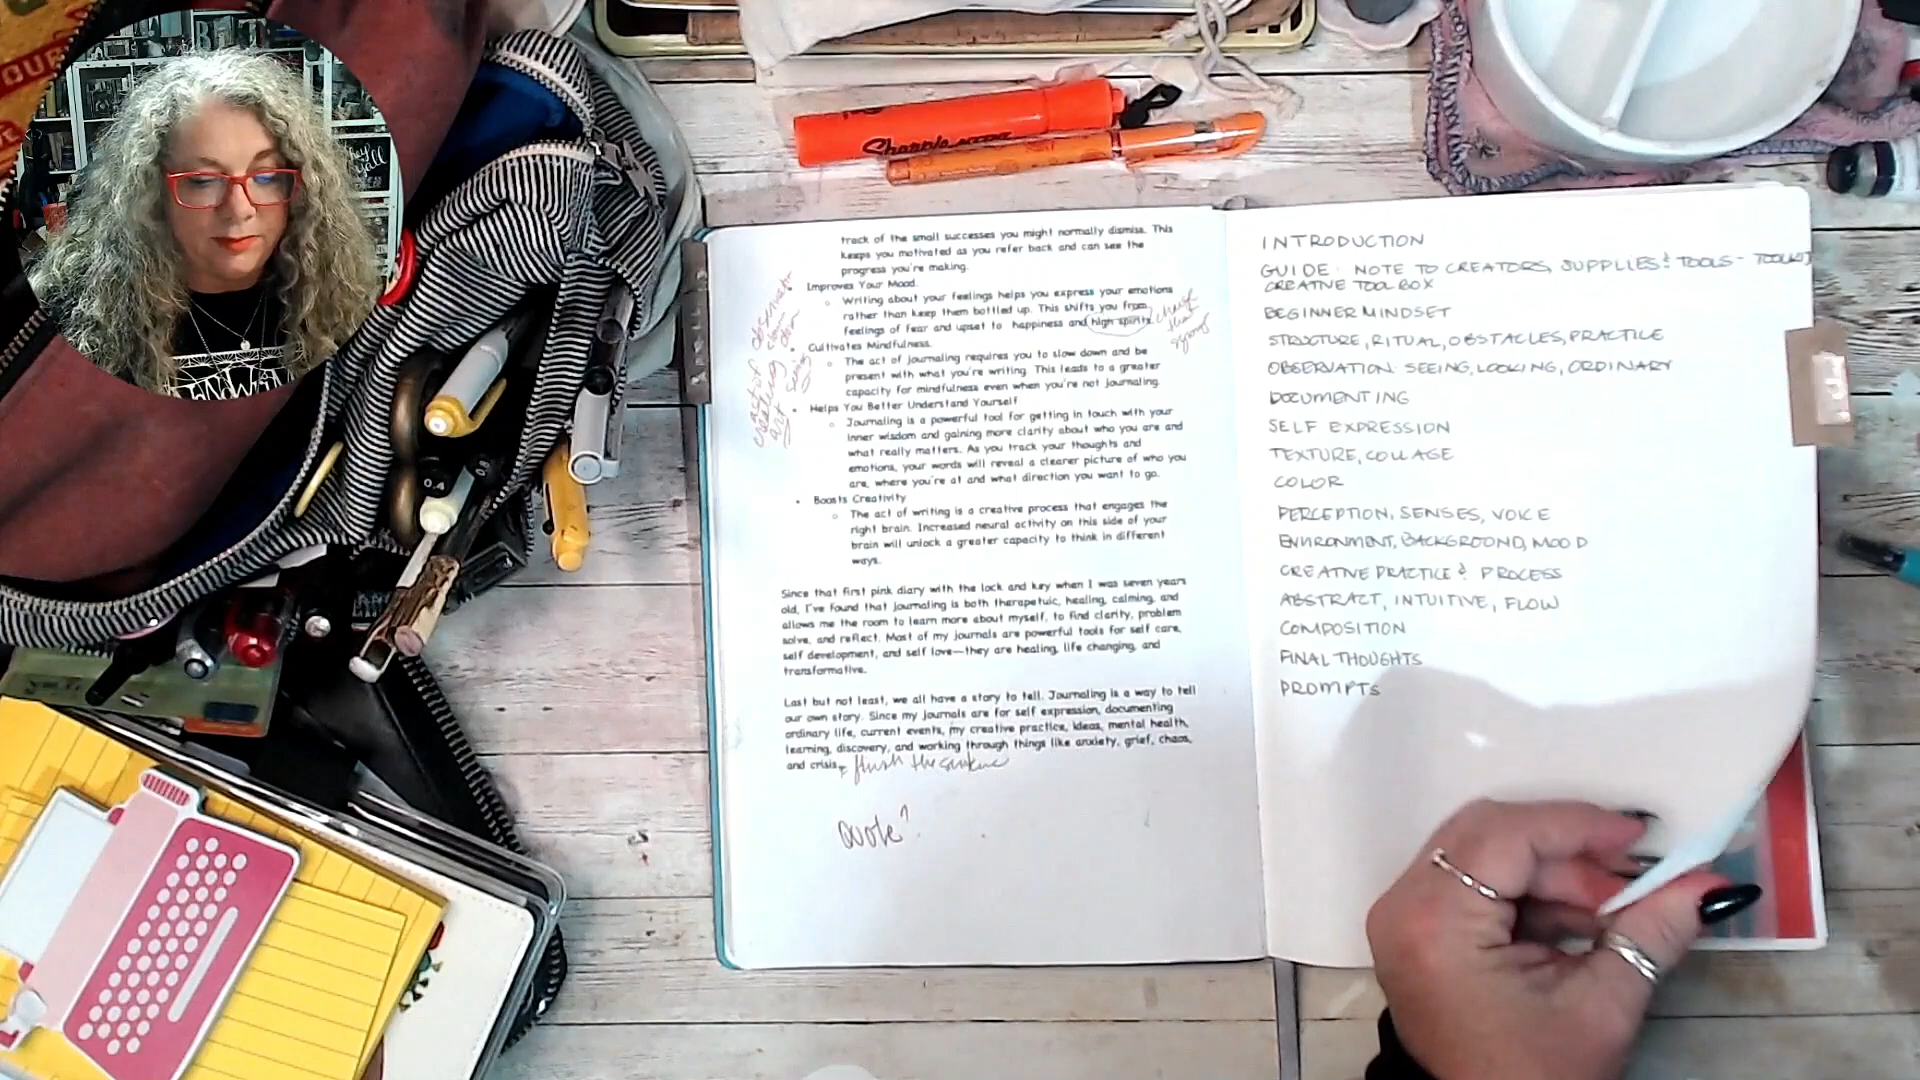 track of the small successes you might normally dismiss. This
keeps you motivated as you refer back and can see the
progress you're making.
Improves Your Mood.
Writing about your feelings helps you express your emotions
rather than keep them bottled up. This shifts you from
feelings of fear and upset to happiness and high spirits.
Cultivates Mindfulness.
The act of journaling requires you to slow down and be
present with what you're writing. This leads to a greater
capacity for mindfulness even when you're not journaling.
Helps You Better Understand Yourself
Journaling is a powerful tool for getting in touch with your
inner wisdom and gaining more clarity about who you are and
what really matters. As you track your thoughts and
emotions, your words will reveal a clearer picture of who you
are, where you're at and what direction you want to go.
Boosts Creativity
The act of writing is a creative process that engages the
right brain. Increased neural activity on this side of your
brain will unlock a greater capacity to think in different
ways.
Since that first pink diary with the lock and key when I was seven years
old, I've found that journaling is both therapetuic, healing, calming, and
allows me the room to learn more about myself, to find clarity, problem
solve, and reflect. Most of my journals are powerful tools for self care,
self development, and self love—they are healing, life changing, and
transformative.
Last but not least, we all have a story to tell. Journaling is a way to tell
our own story. Since my journals are for self expression, documenting
ordinary life, current events, my creative practice, ideas, mental health,
learning, discovery, and working through things like anxiety, grief, chaos,
and crisis
Quote?
act of
creating
art
INTRODUCTION
GUIDE: NOTE TO CREATORS, SUPPLIES & TOOLS - TOOLKIT
CREATIVE TOOL BOX
BEGINNER MINDSET
STRUCTURE, RITUAL, OBSTACLES, PRACTICE
OBSERVATION: SEEING, LOOKING, ORDINARY
DOCUMENTING
SELF EXPRESSION
TEXTURE, COLLAGE
COLOR
PERCEPTION, SENSES, VOICE
ENVIRONMENT, BACKGROUND, MOOD
CREATIVE PRACTICE & PROCESS
ABSTRACT, INTUITIVE, FLOW
COMPOSITION
FINAL THOUGHTS
PROMPTS
Sharpie ACCENT
0.4
0.8
hey
y'all